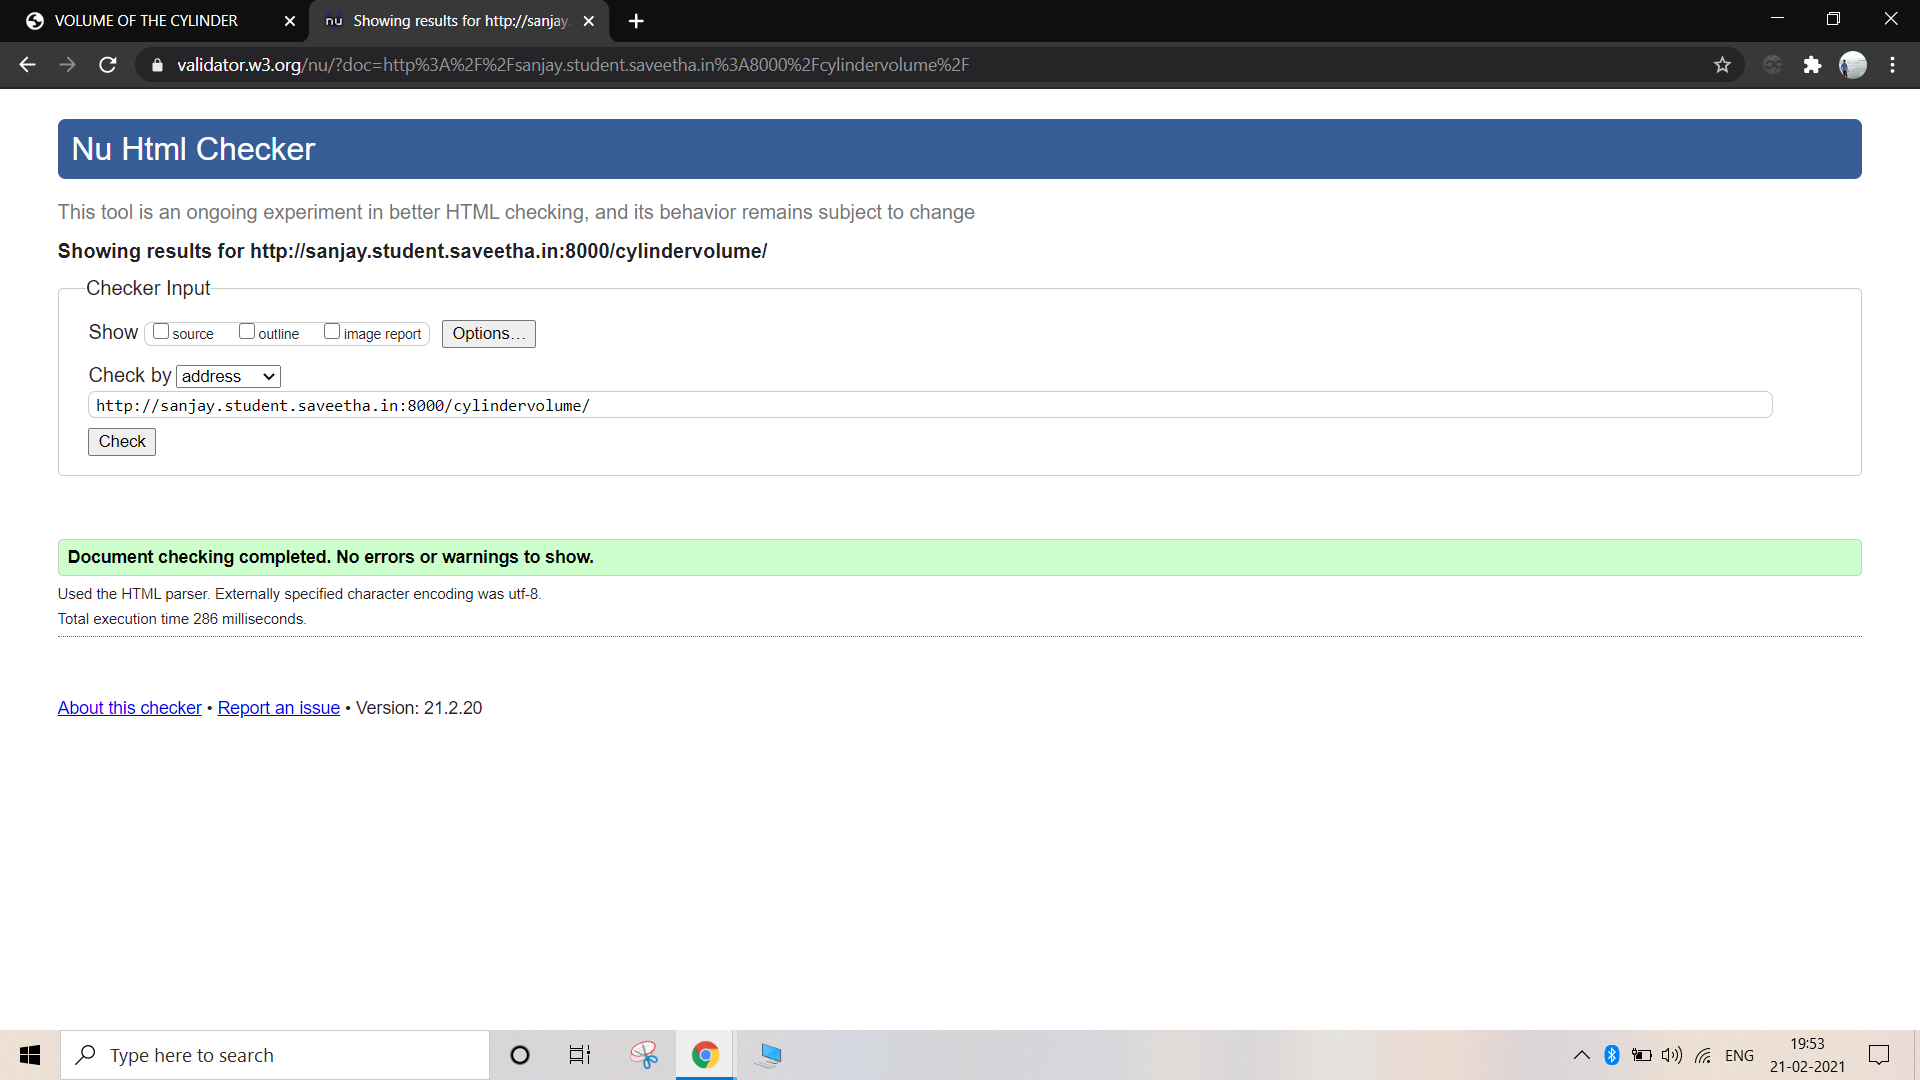 VOLUME OF THE CYLINDER
nu Showing results for http://sanjay.
validator.w3.org/nu/?doc=http%3A%2F%2Fsanjay.student.saveetha.in%3A8000%2Fcylindervolume%2F
Nu Html Checker
This tool is an ongoing experiment in better HTML checking, and its behavior remains subject to change
Showing results for http://sanjay.student.saveetha.in:8000/cylindervolume/
Checker Input
Show source outline image report Options...
Check by address
http://sanjay.student.saveetha.in:8000/cylindervolume/
Check
Document checking completed. No errors or warnings to show.
Used the HTML parser. Externally specified character encoding was utf-8.
Total execution time 286 milliseconds.
About this checker • Report an issue • Version: 21.2.20
Type here to search
ENG
19:53
21-02-2021